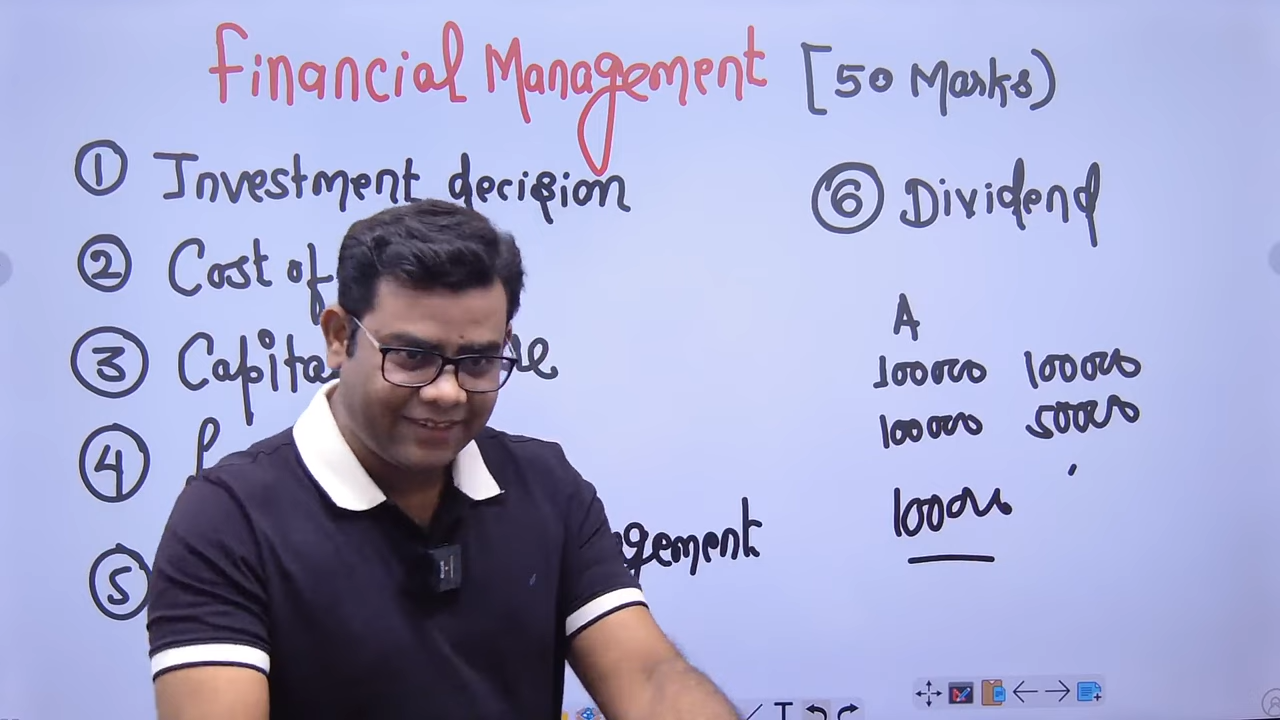 Financial Management [50 Marks)
① Investment decision
② Cost of
③ Capita
④
⑤ gement
⑥ Dividend
A
100000 100000
100000 50000